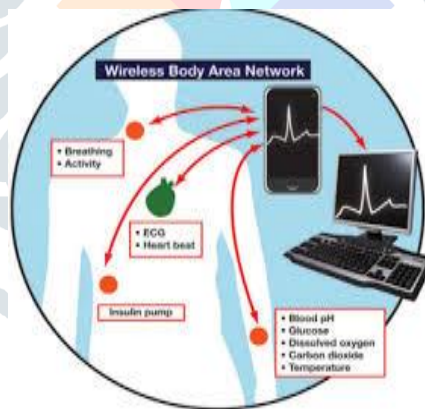 Wireless Body Area Network
• Breathing
• Activity
• ECG
• Heart beat
Insulin pump
• Blood pH
• Glucose
• Dissolved oxygen
• Carbon dioxide
• Temperature